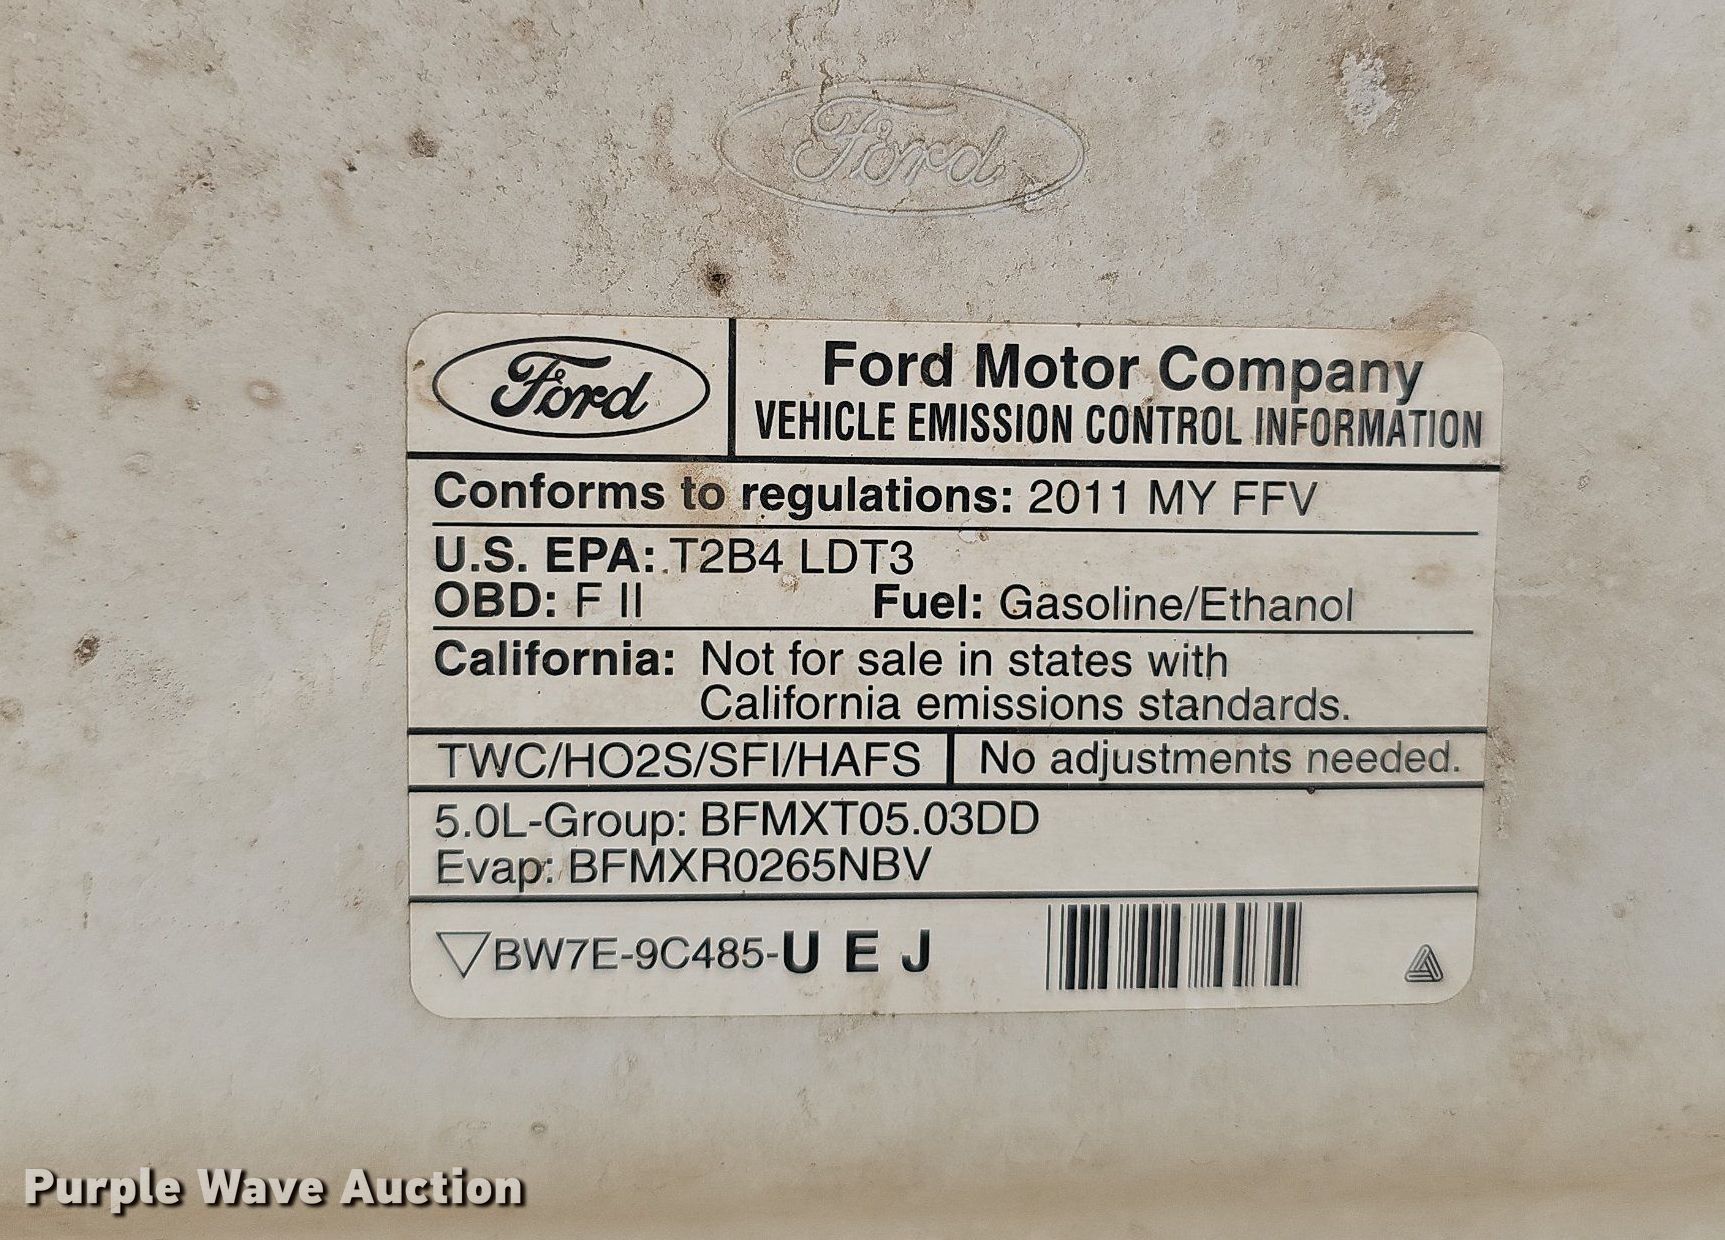 Ford
Ford
Ford Motor Company
VEHICLE EMISSION CONTROL INFORMATION
Conforms to regulations: 2011 MY FFV
U.S. EPA: T2B4 LDT3
OBD: F II Fuel: Gasoline/Ethanol
California: Not for sale in states with
California emissions standards.
TWC/HO2S/SFI/HAFS No adjustments needed.
5.0L-Group: BFMXT05.03DD
Evap: BFMXR0265NBV
BW7E-9C485-U E J
Purple Wave Auction